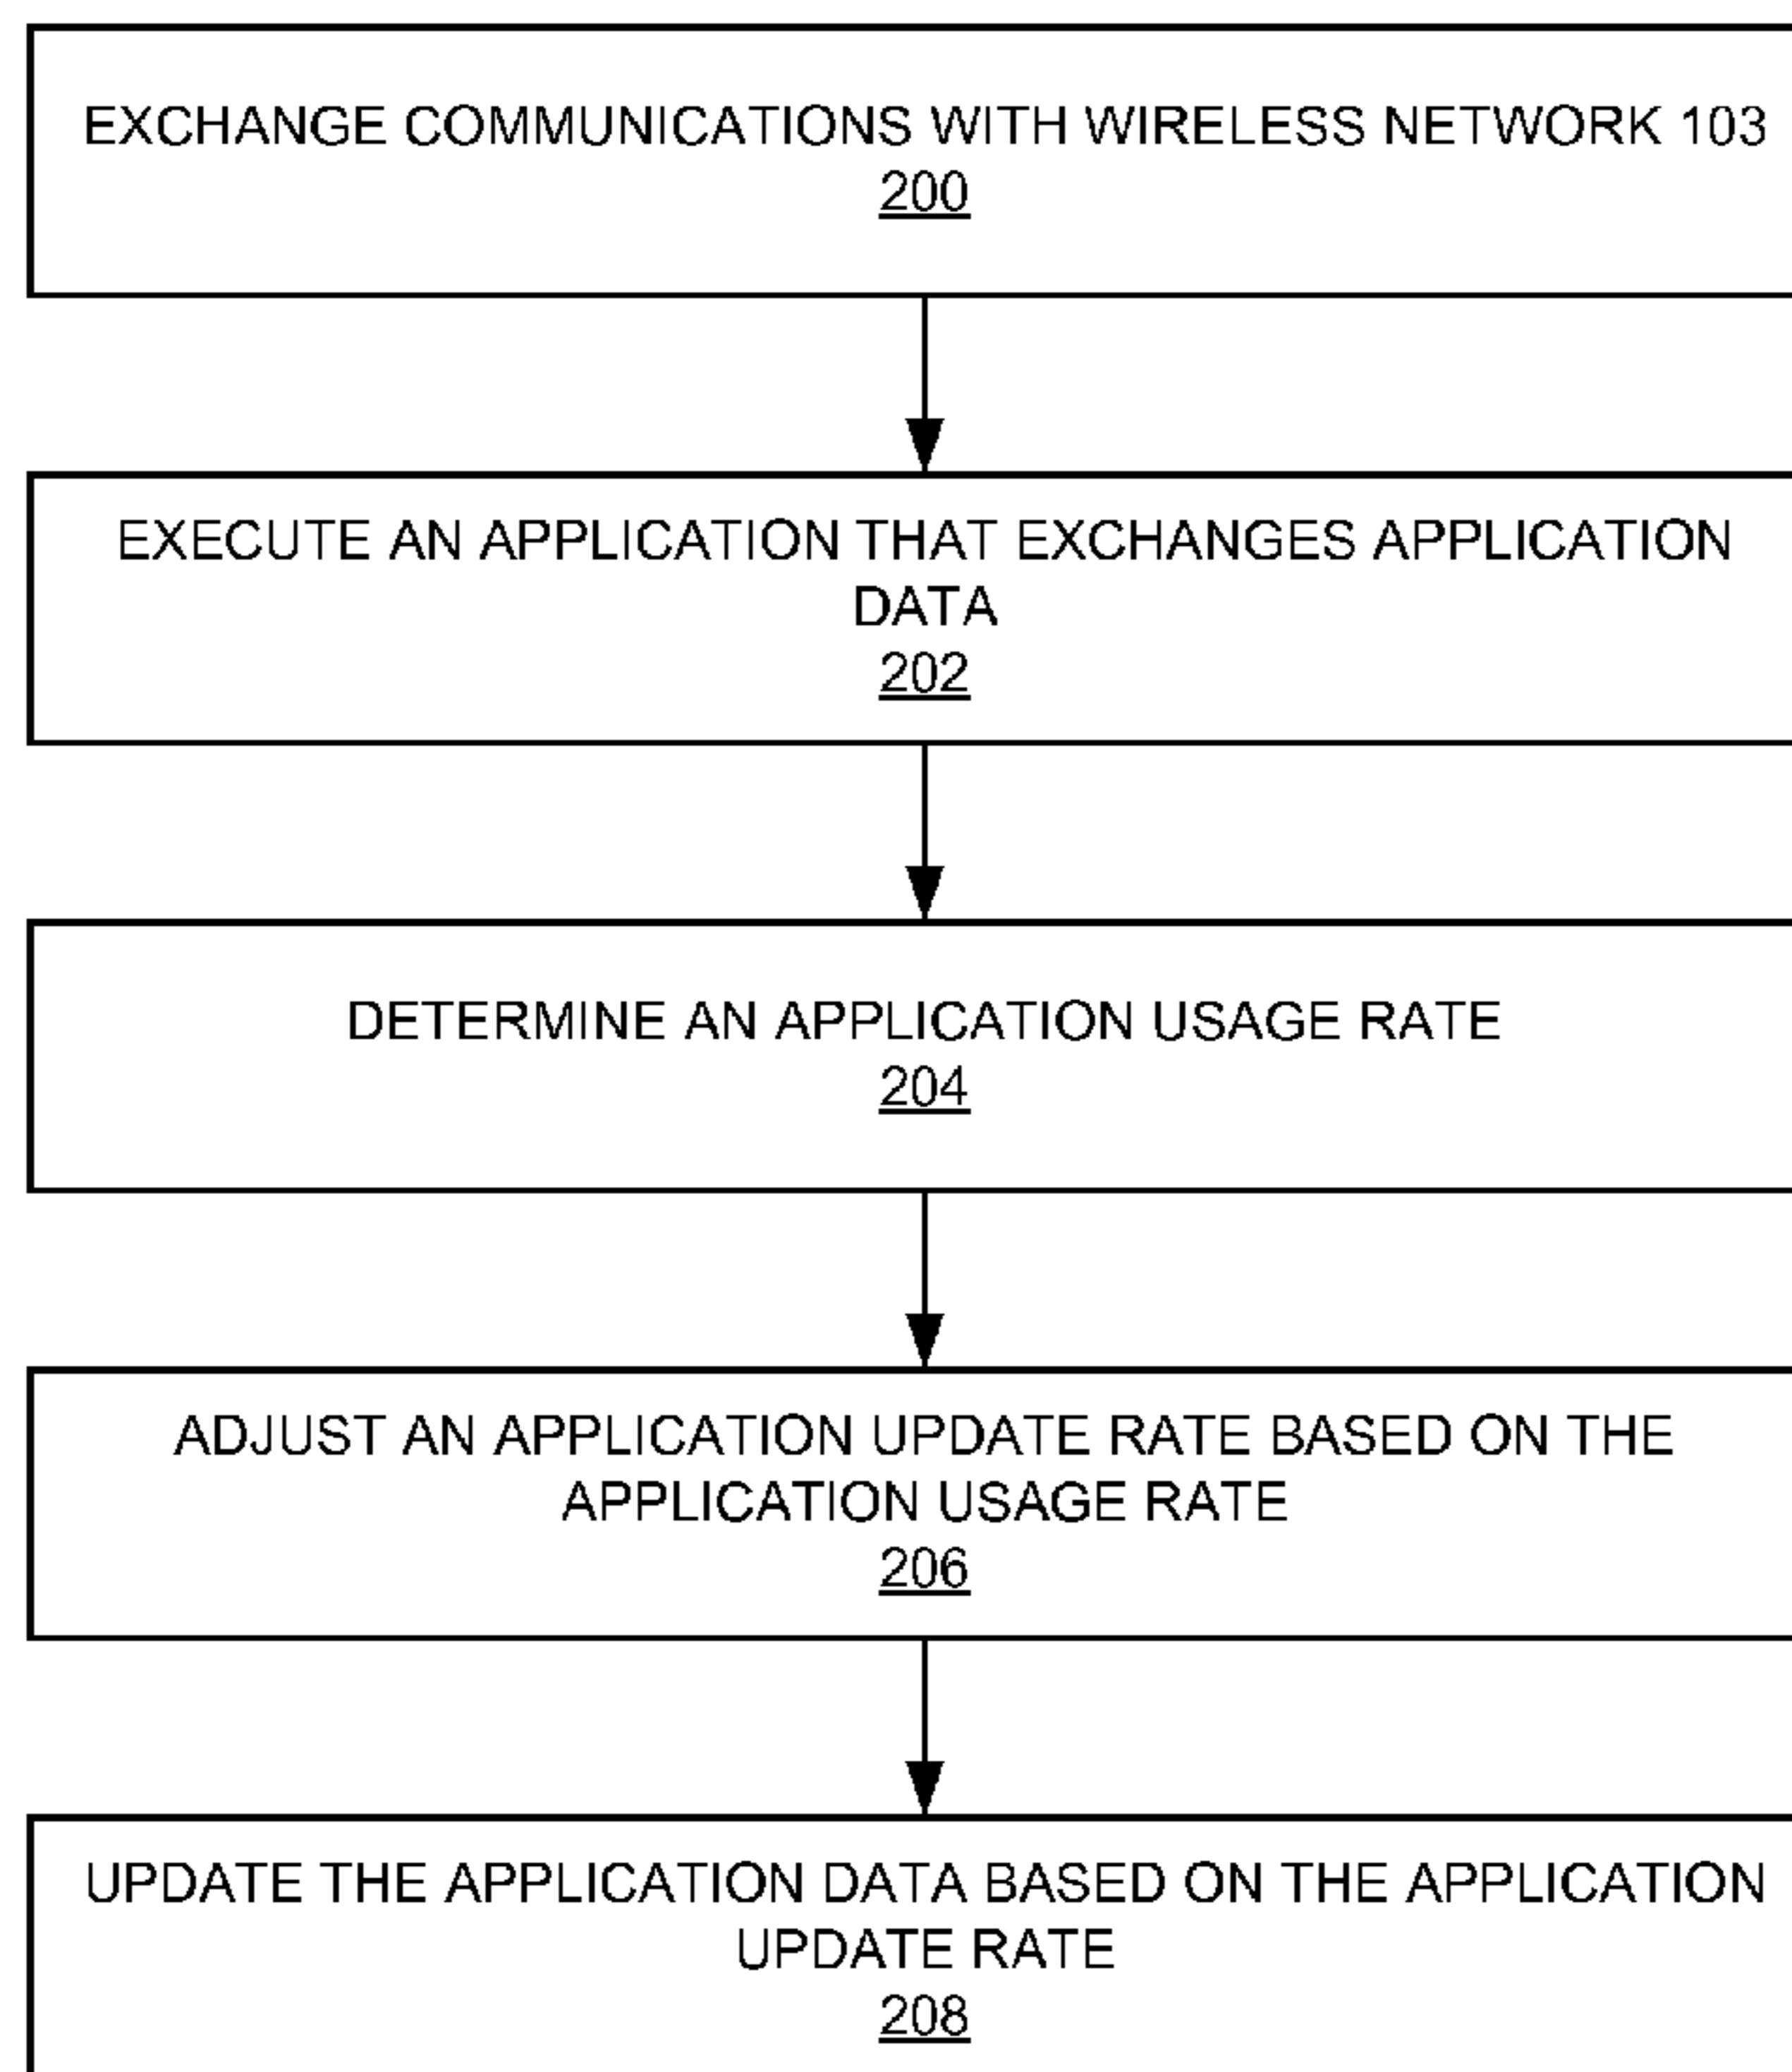 EXCHANGE COMMUNICATIONS WITH WIRELESS NETWORK 103
200
EXECUTE AN APPLICATION THAT EXCHANGES APPLICATION
DATA
202
DETERMINE AN APPLICATION USAGE RATE
204
ADJUST AN APPLICATION UPDATE RATE BASED ON THE
APPLICATION USAGE RATE
206
UPDATE THE APPLICATION DATA BASED ON THE APPLICATION
UPDATE RATE
208